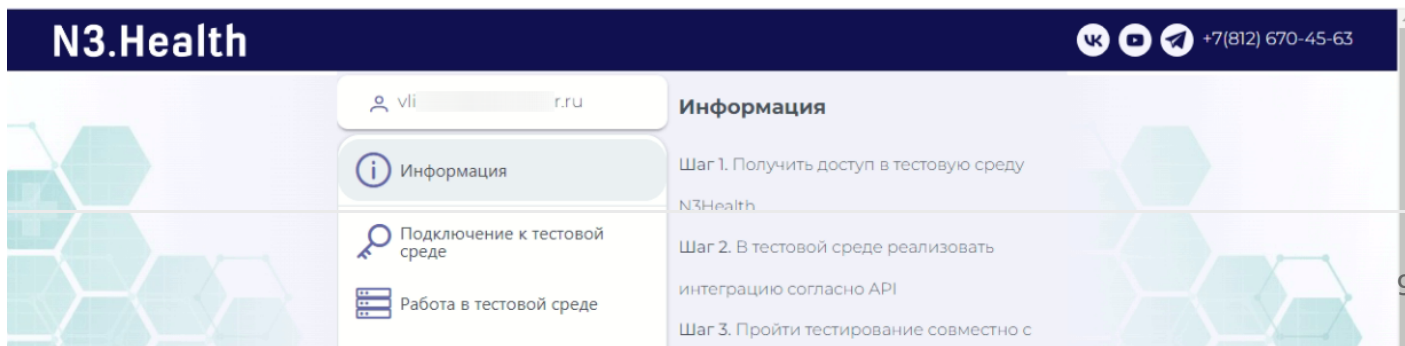 N3.Health
+7(812) 670-45-63
vli r.ru
Информация
Подключение к тестовой
среде
Работа в тестовой среде
Информация
Шаг 1. Получить доступ в тестовую среду
N3Health
Шаг 2. В тестовой среде реализовать
интеграцию согласно API
Шаг 3. Пройти тестирование совместно с